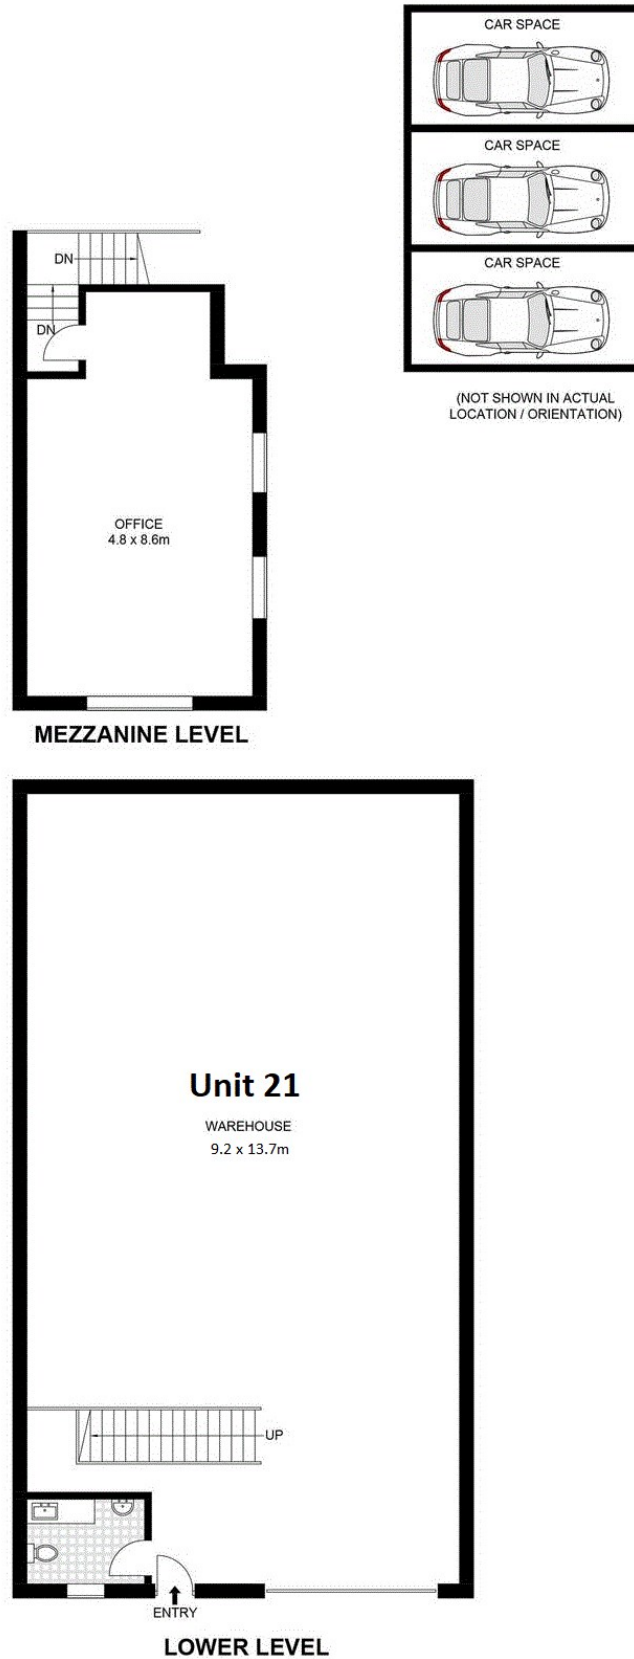 CAR SPACE
CAR SPACE
CAR SPACE
(NOT SHOWN IN ACTUAL
LOCATION / ORIENTATION)
DN
DN
OFFICE
4.8 x 8.6m
MEZZANINE LEVEL
Unit 21
WAREHOUSE
9.2 x 13.7m
UP
ENTRY
LOWER LEVEL